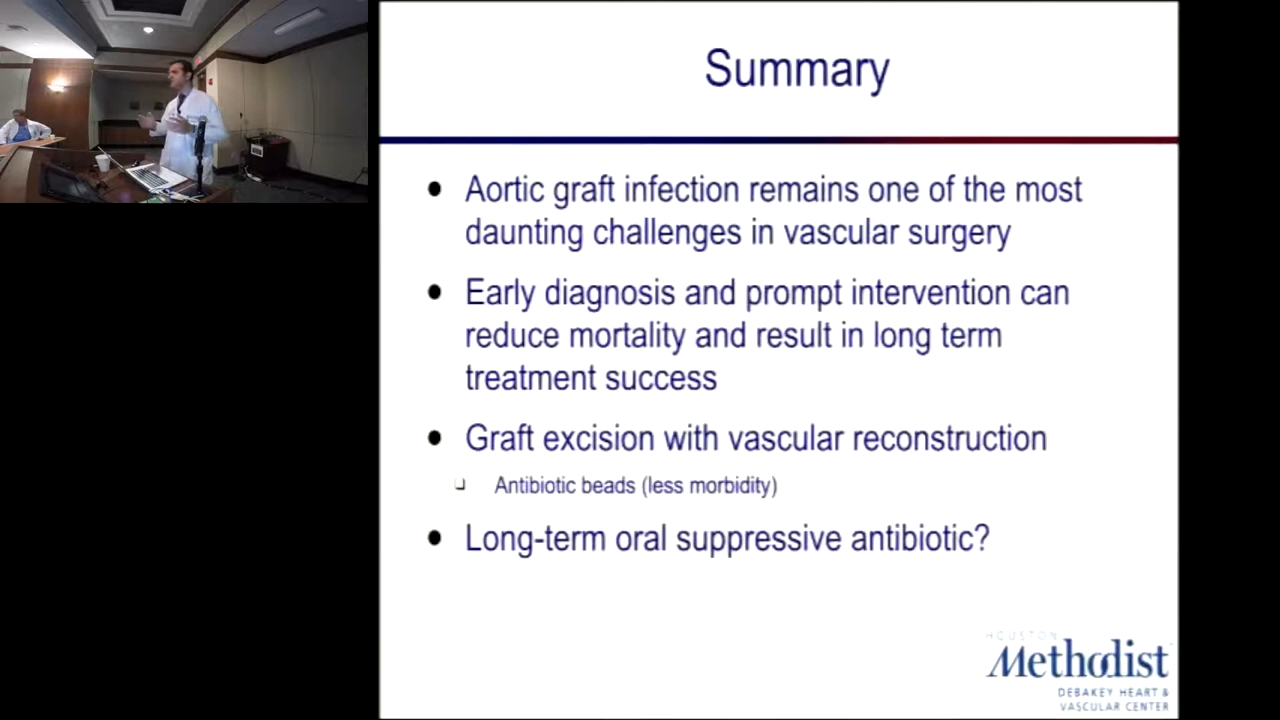 Summary
Aortic graft infection remains one of the most
daunting challenges in vascular surgery
Early diagnosis and prompt intervention can
reduce mortality and result in long term
treatment success
Graft excision with vascular reconstruction
Antibiotic beads (less morbidity)
Long-term oral suppressive antibiotic?
HOUSTON
Methodist
DEBAKEY HEART &
VASCULAR CENTER